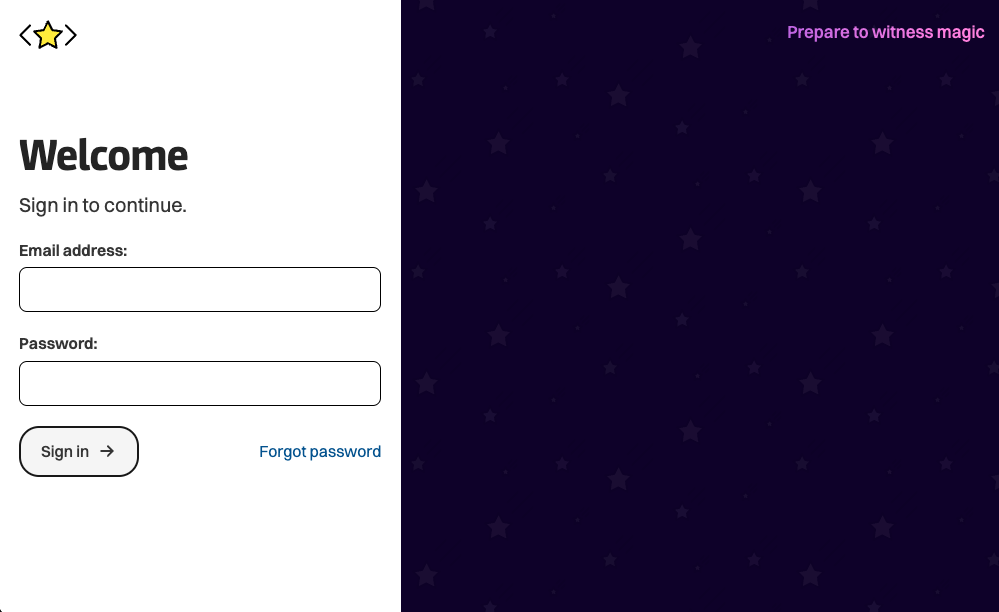 Prepare to witness magic
Welcome
Sign in to continue.
Email address:
Password:
Sign in →
Forgot password